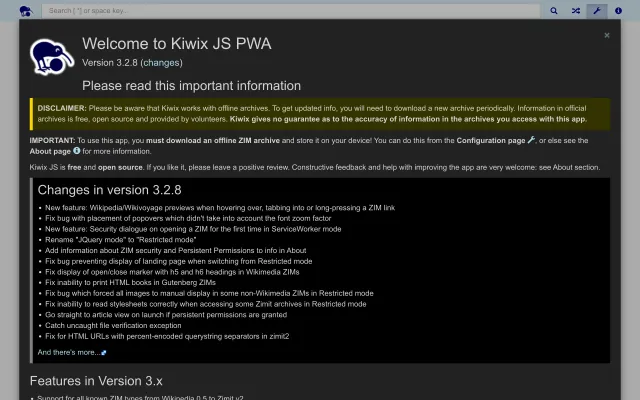 Search [ ^] or space key...
Welcome to Kiwix JS PWA
×
Version 3.2.8 (changes)
Please read this important information
DISCLAIMER: Please be aware that Kiwix works with offline archives. To get updated info, you will need to download a new archive periodically. Information in official
archives is free, open source and provided by volunteers. Kiwix gives no guarantee as to the accuracy of information in the archives you access with this app.
IMPORTANT: To use this app, you must download an offline ZIM archive and store it on your device! You can do this from the Configuration page , or else see the
About page for more information.
Kiwix JS is free and open source. If you like it, please leave a positive review. Constructive feedback and help with improving the app are very welcome: see About section.
Changes in version 3.2.8
• New feature: Wikipedia/Wikivoyage previews when hovering over, tabbing into or long-pressing a ZIM link
• Fix bug with placement of popovers which didn't take into account the font zoom factor
• New feature: Security dialogue on opening a ZIM for the first time in ServiceWorker mode
• Rename "JQuery mode" to "Restricted mode"
• Add information about ZIM security and Persistent Permissions to info in About
• Fix bug preventing display of landing page when switching from Restricted mode
• Fix display of open/close marker with h5 and h6 headings in Wikimedia ZIMs
• Fix inability to print HTML books in Gutenberg ZIMs
• Fix bug which forced all images to manual display in some non-Wikimedia ZIMs in Restricted mode
• Fix inability to read stylesheets correctly when accessing some Zimit archives in Restricted mode
• Go straight to article view on launch if persistent permissions are granted
• Catch uncaught file verification exception
• Fix for HTML URLs with percent-encoded querystring separators in zimit2
And there's more...
Features in Version 3.x
• Support for all known ZIM types from Wikipedia 0.5 to Zimit v2